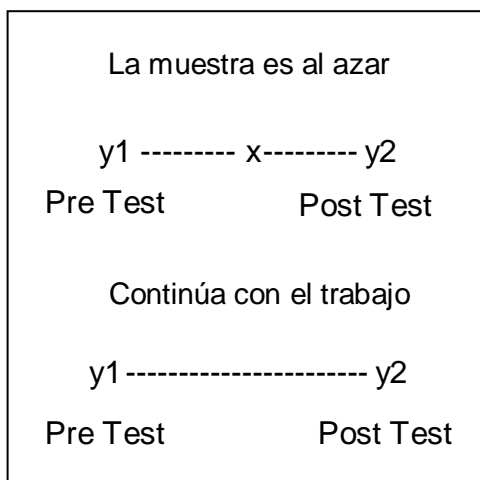 La muestra es al azar
y1 --------- x--------- y2
Pre Test Post Test
Continúa con el trabajo
y1----------------------- y2
Pre Test Post Test